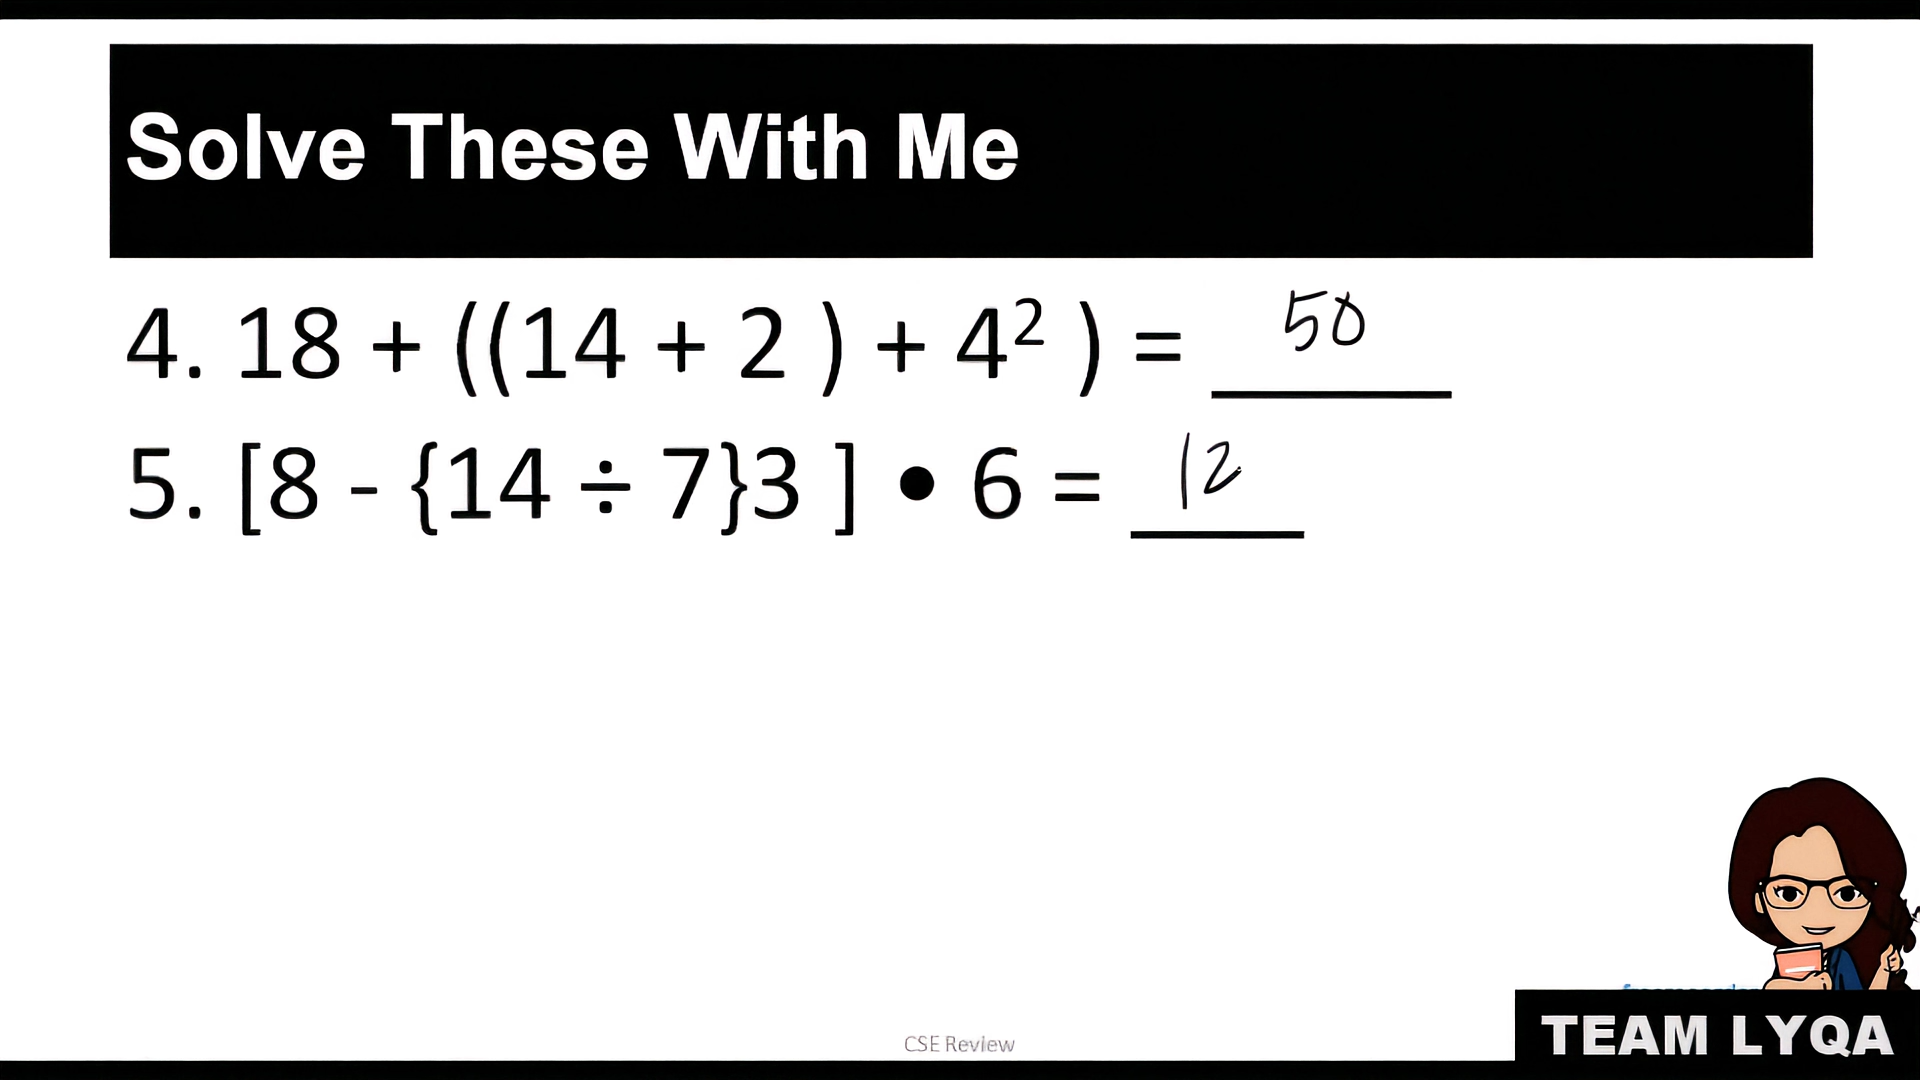 Solve These With Me
4. 18 + ((14 + 2 ) + 4² ) = 50
5. [8 - {14 ÷ 7}3 ] • 6 = 12
CSE Review
TEAM LYQA